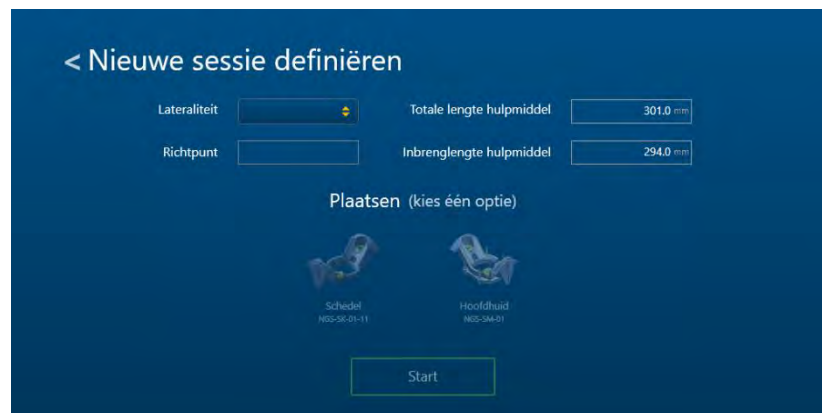 < Nieuwe sessie definiëren
Lateraliteit
Totale lengte hulpmiddel 301.0 mm
Richtpunt
Inbrenglengte hulpmiddel 294.0 mm
Plaatsen (kies één optie)
Schedel Hoofdhuid
NGS-SK-01-11 NGS-SM-01
Start